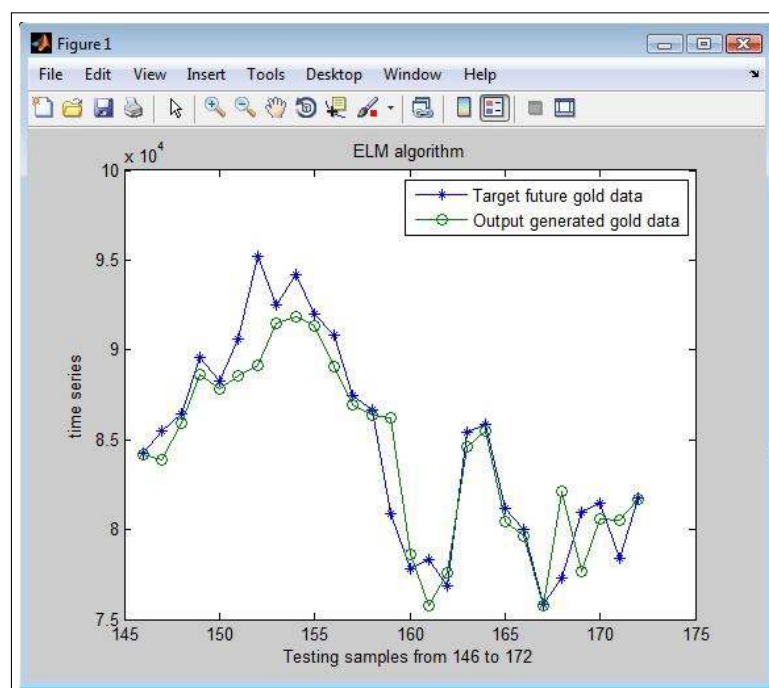 Figure 1
File Edit View Insert Tools Desktop Window Help
x 10^4
ELM algorithm
10
9.5
9
8.5
8
7.5
145 150 155 160 165 170 175
time series
Testing samples from 146 to 172
Target future gold data
Output generated gold data